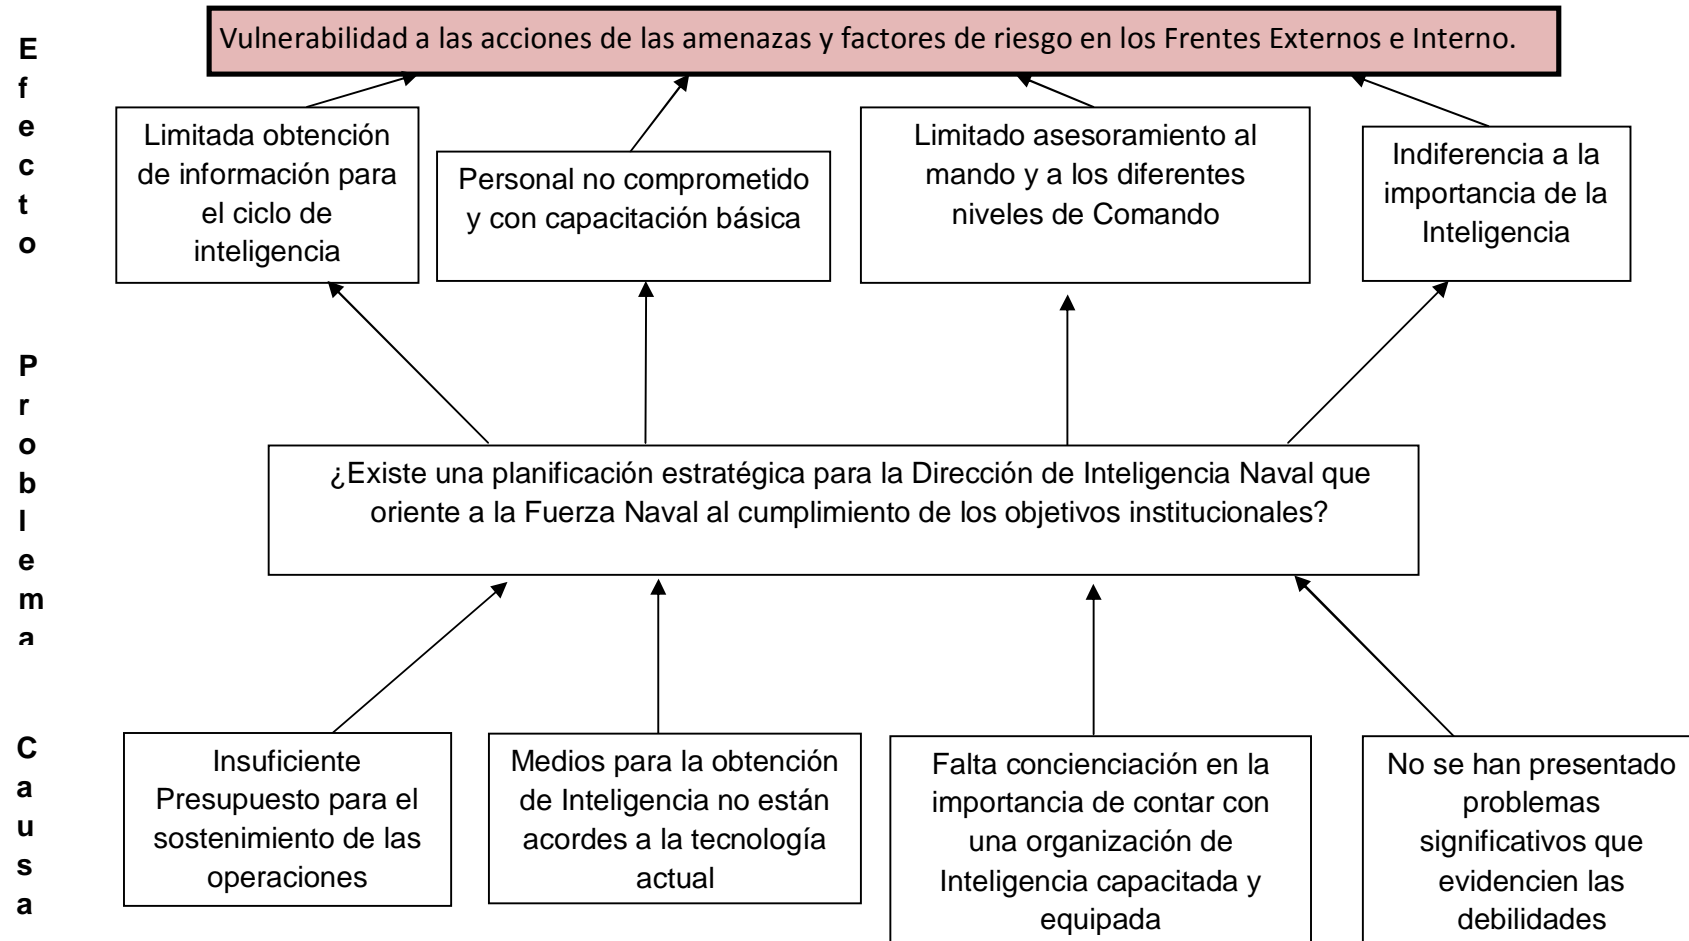 Efecto
Vulnerabilidad a las acciones de las amenazas y factores de riesgo en los Frentes Externos e Interno.
Limitada obtención
de información para
el ciclo de
inteligencia
Personal no comprometido
y con capacitación básica
Limitado asesoramiento al
mando y a los diferentes
niveles de Comando
Indiferencia a la
importancia de la
Inteligencia
Problema
¿Existe una planificación estratégica para la Dirección de Inteligencia Naval que
oriente a la Fuerza Naval al cumplimiento de los objetivos institucionales?
Causa
Insuficiente
Presupuesto para el
sostenimiento de las
operaciones
Medios para la obtención
de Inteligencia no están
acordes a la tecnología
actual
Falta concienciación en la
importancia de contar con
una organización de
Inteligencia capacitada y
equipada
No se han presentado
problemas
significativos que
evidencien las
debilidades